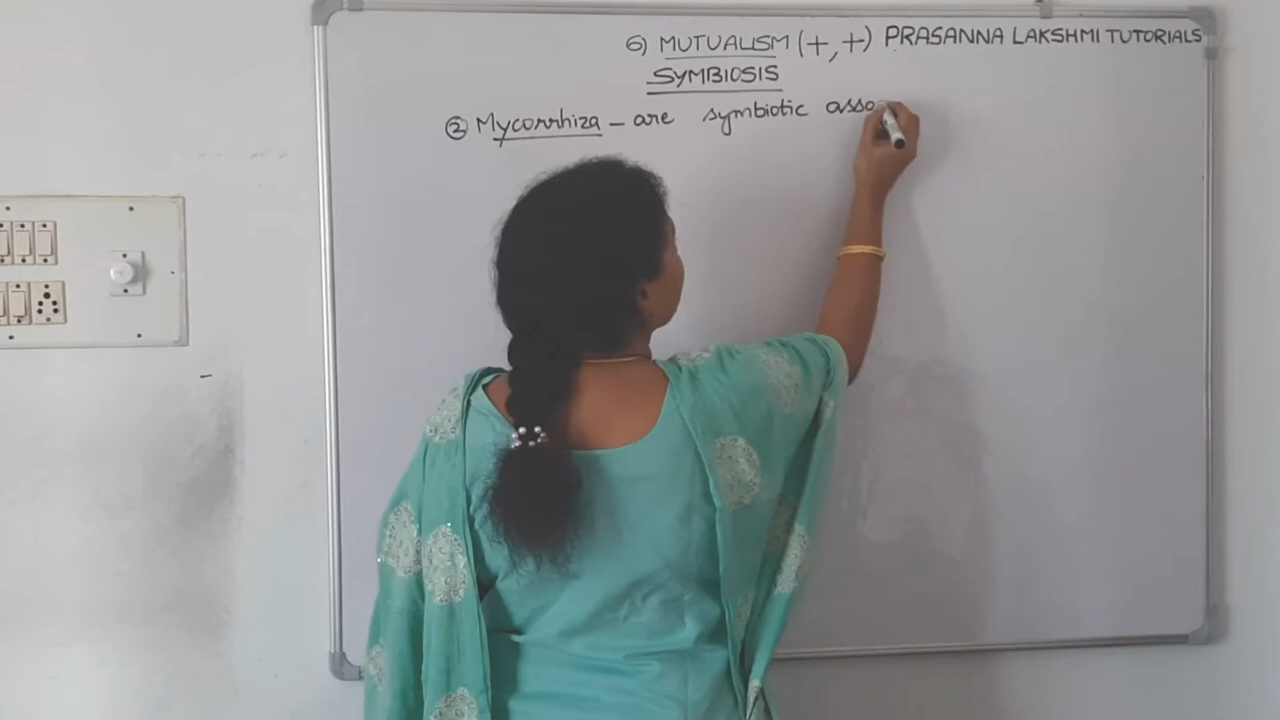 6) MUTUALISM (+,+) PRASANNA LAKSHMI TUTORIALS
SYMBIOSIS
② Mycorrhiza – are symbiotic asso